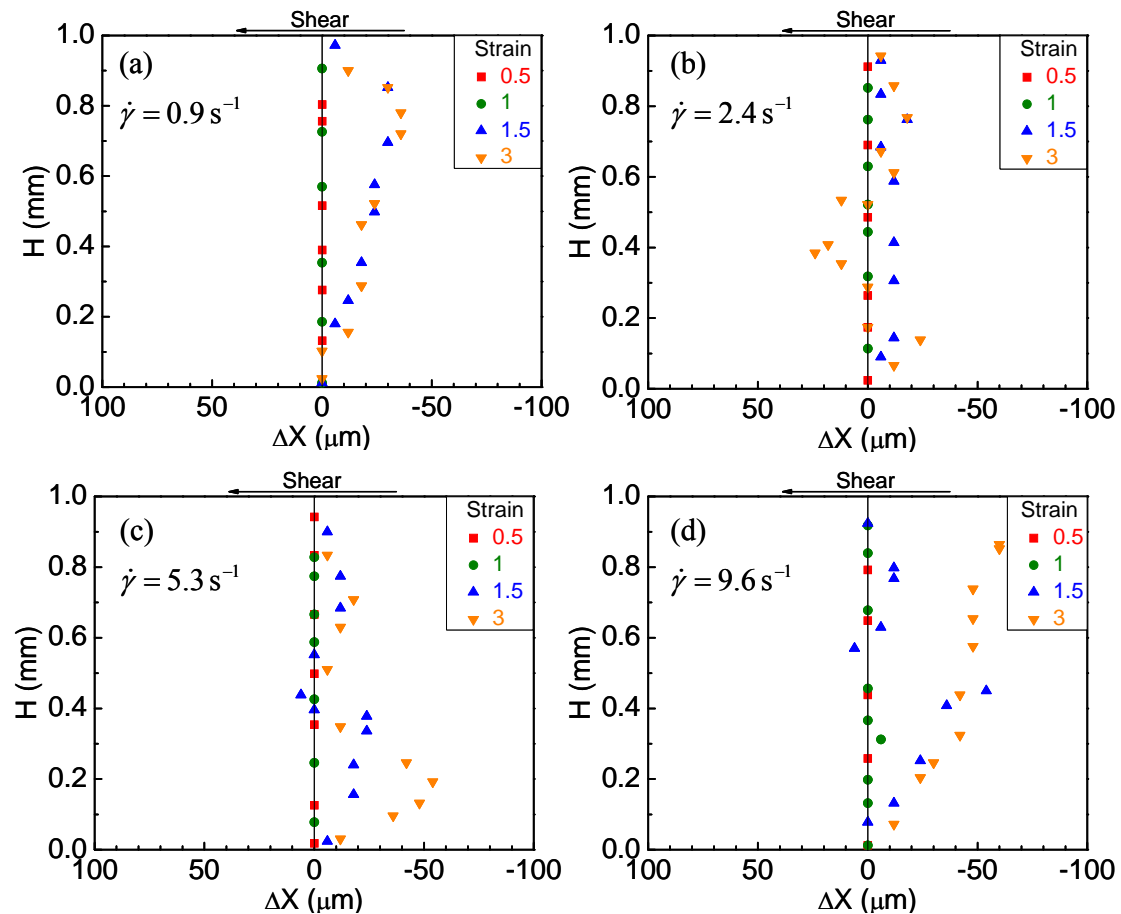 Shear
(a)
γ̇ = 0.9 s⁻¹
Strain
0.5
1
1.5
3
1.0
0.8
0.6
0.4
0.2
0.0
H (mm)
100 50 0 -50 -100
ΔX (μm)
Shear
(b)
γ̇ = 2.4 s⁻¹
Strain
0.5
1
1.5
3
1.0
0.8
0.6
0.4
0.2
0.0
H (mm)
100 50 0 -50 -100
ΔX (μm)
Shear
(c)
γ̇ = 5.3 s⁻¹
Strain
0.5
1
1.5
3
1.0
0.8
0.6
0.4
0.2
0.0
H (mm)
100 50 0 -50 -100
ΔX (μm)
Shear
(d)
γ̇ = 9.6 s⁻¹
Strain
0.5
1
1.5
3
1.0
0.8
0.6
0.4
0.2
0.0
H (mm)
100 50 0 -50 -100
ΔX (μm)